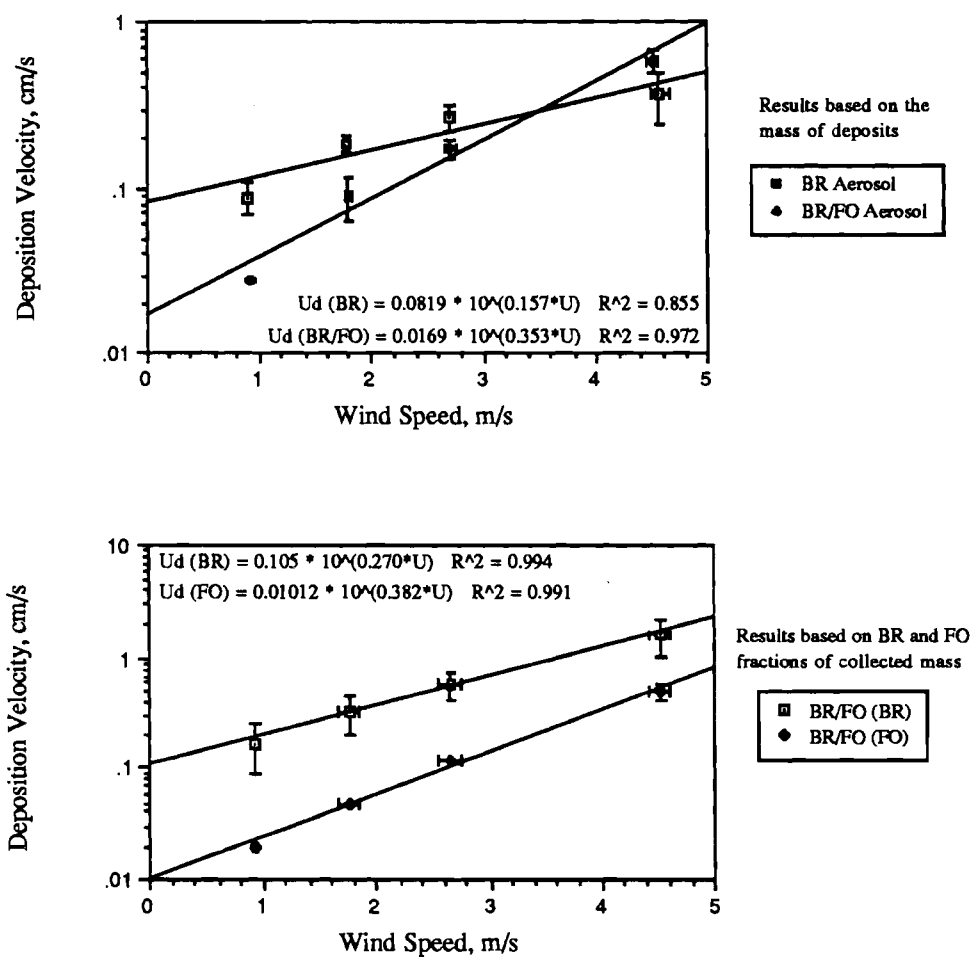 Deposition Velocity, cm/s
1
.1
.01
0 1 2 3 4 5
Wind Speed, m/s
Ud (BR) = 0.0819 * 10^(0.157*U) R^2 = 0.855
Ud (BR/FO) = 0.0169 * 10^(0.353*U) R^2 = 0.972
Results based on the
mass of deposits
BR Aerosol
BR/FO Aerosol
Deposition Velocity, cm/s
10
1
.1
.01
0 1 2 3 4 5
Wind Speed, m/s
Ud (BR) = 0.105 * 10^(0.270*U) R^2 = 0.994
Ud (FO) = 0.01012 * 10^(0.382*U) R^2 = 0.991
Results based on BR and FO
fractions of collected mass
BR/FO (BR)
BR/FO (FO)